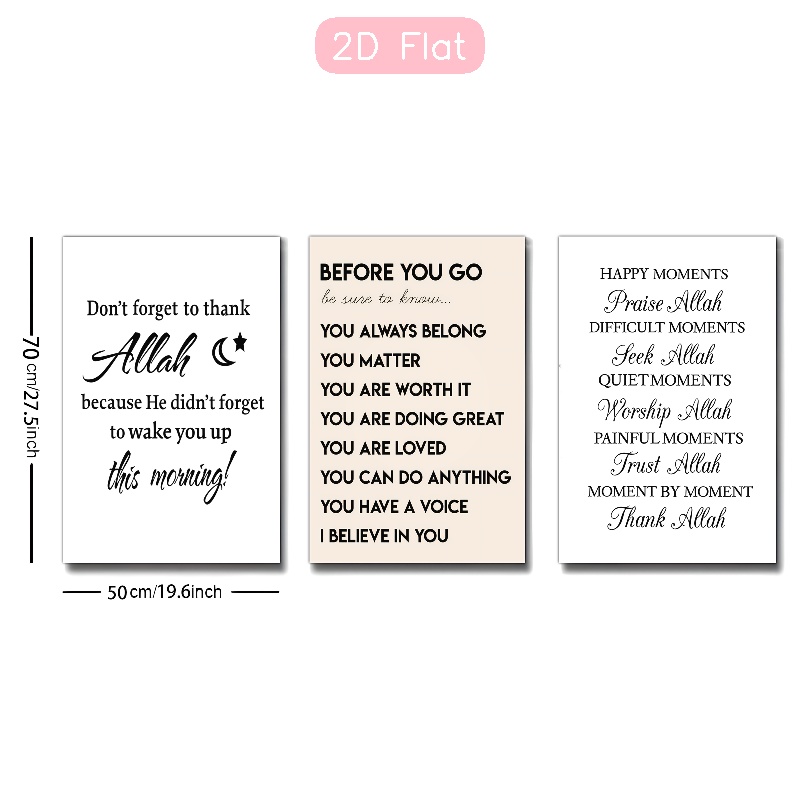 2D Flat
70 cm/27.5inch
Don't forget to thank
Allah
because He didn't forget
to wake you up
this morning!
50cm/19.6inch
BEFORE YOU GO
be sure to know...
YOU ALWAYS BELONG
YOU MATTER
YOU ARE WORTH IT
YOU ARE DOING GREAT
YOU ARE LOVED
YOU CAN DO ANYTHING
YOU HAVE A VOICE
I BELIEVE IN YOU
HAPPY MOMENTS
Praise Allah
DIFFICULT MOMENTS
Seek Allah
QUIET MOMENTS
Worship Allah
PAINFUL MOMENTS
Trust Allah
MOMENT BY MOMENT
Thank Allah